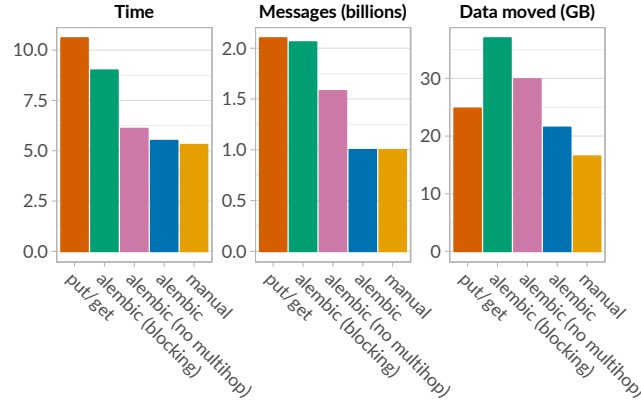 Time
10.0
7.5
5.0
2.5
0.0
put/get
alembic (blocking)
alembic (no multihop)
alembic
manual
Messages (billions)
2.0
1.5
1.0
0.5
0.0
put/get
alembic (blocking)
alembic (no multihop)
alembic
manual
Data moved (GB)
30
20
10
0
put/get
alembic (blocking)
alembic (no multihop)
alembic
manual